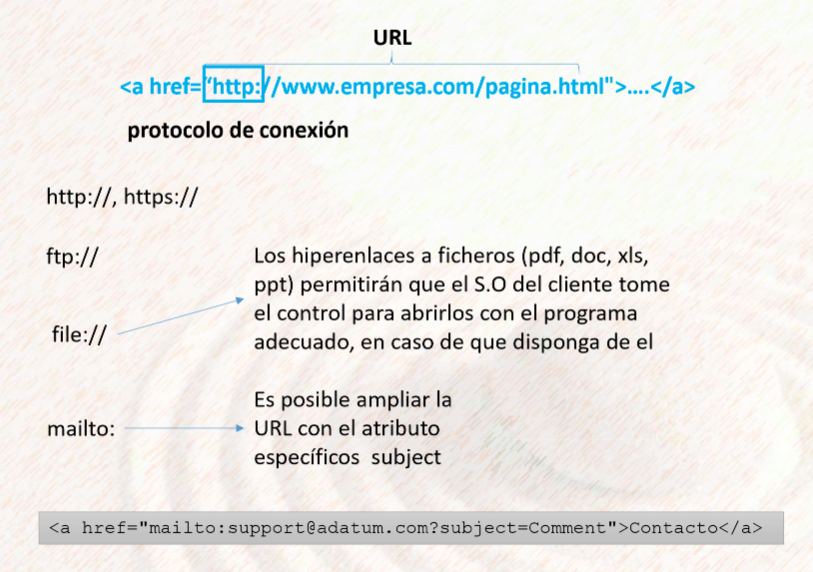 URL
<a href=“http://www.empresa.com/pagina.html">….</a>
protocolo de conexión
http://, https://
ftp://
Los hiperenlaces a ficheros (pdf, doc, xls,
ppt) permitirán que el S.O del cliente tome
el control para abrirlos con el programa
adecuado, en caso de que disponga de el
file://
Es posible ampliar la
URL con el atributo
específicos subject
mailto:
<a href="mailto:support@adatum.com?subject=Comment">Contacto</a>